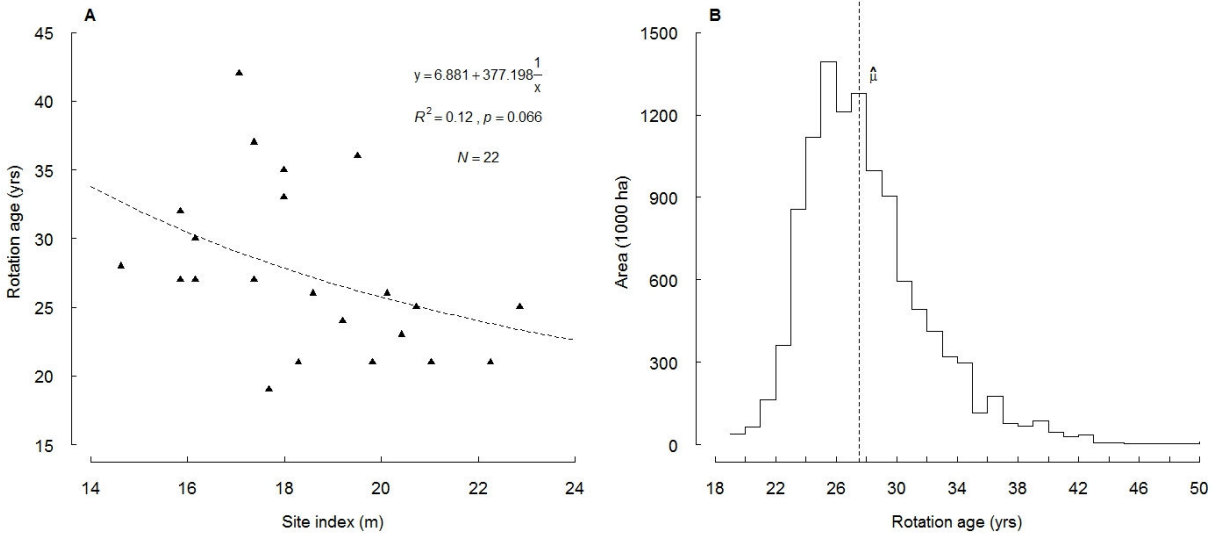 A
45
40
35
30
25
20
15
Rotation age (yrs)
y = 6.881 + 377.198 1/x
R² = 0.12 , p = 0.066
N = 22
14 16 18 20 22 24
Site index (m)
B
1500
1200
900
600
300
0
Area (1000 ha)
μ̂
18 22 26 30 34 38 42 46 50
Rotation age (yrs)